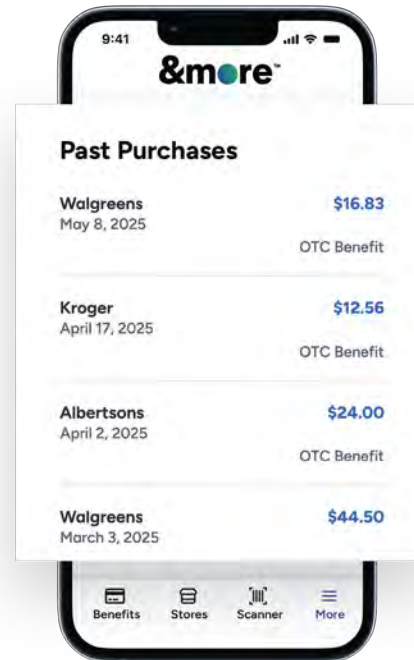 9:41
&more™
Past Purchases
Walgreens $16.83
May 8, 2025
OTC Benefit
Kroger $12.56
April 17, 2025
OTC Benefit
Albertsons $24.00
April 2, 2025
OTC Benefit
Walgreens $44.50
March 3, 2025
Benefits Stores Scanner More